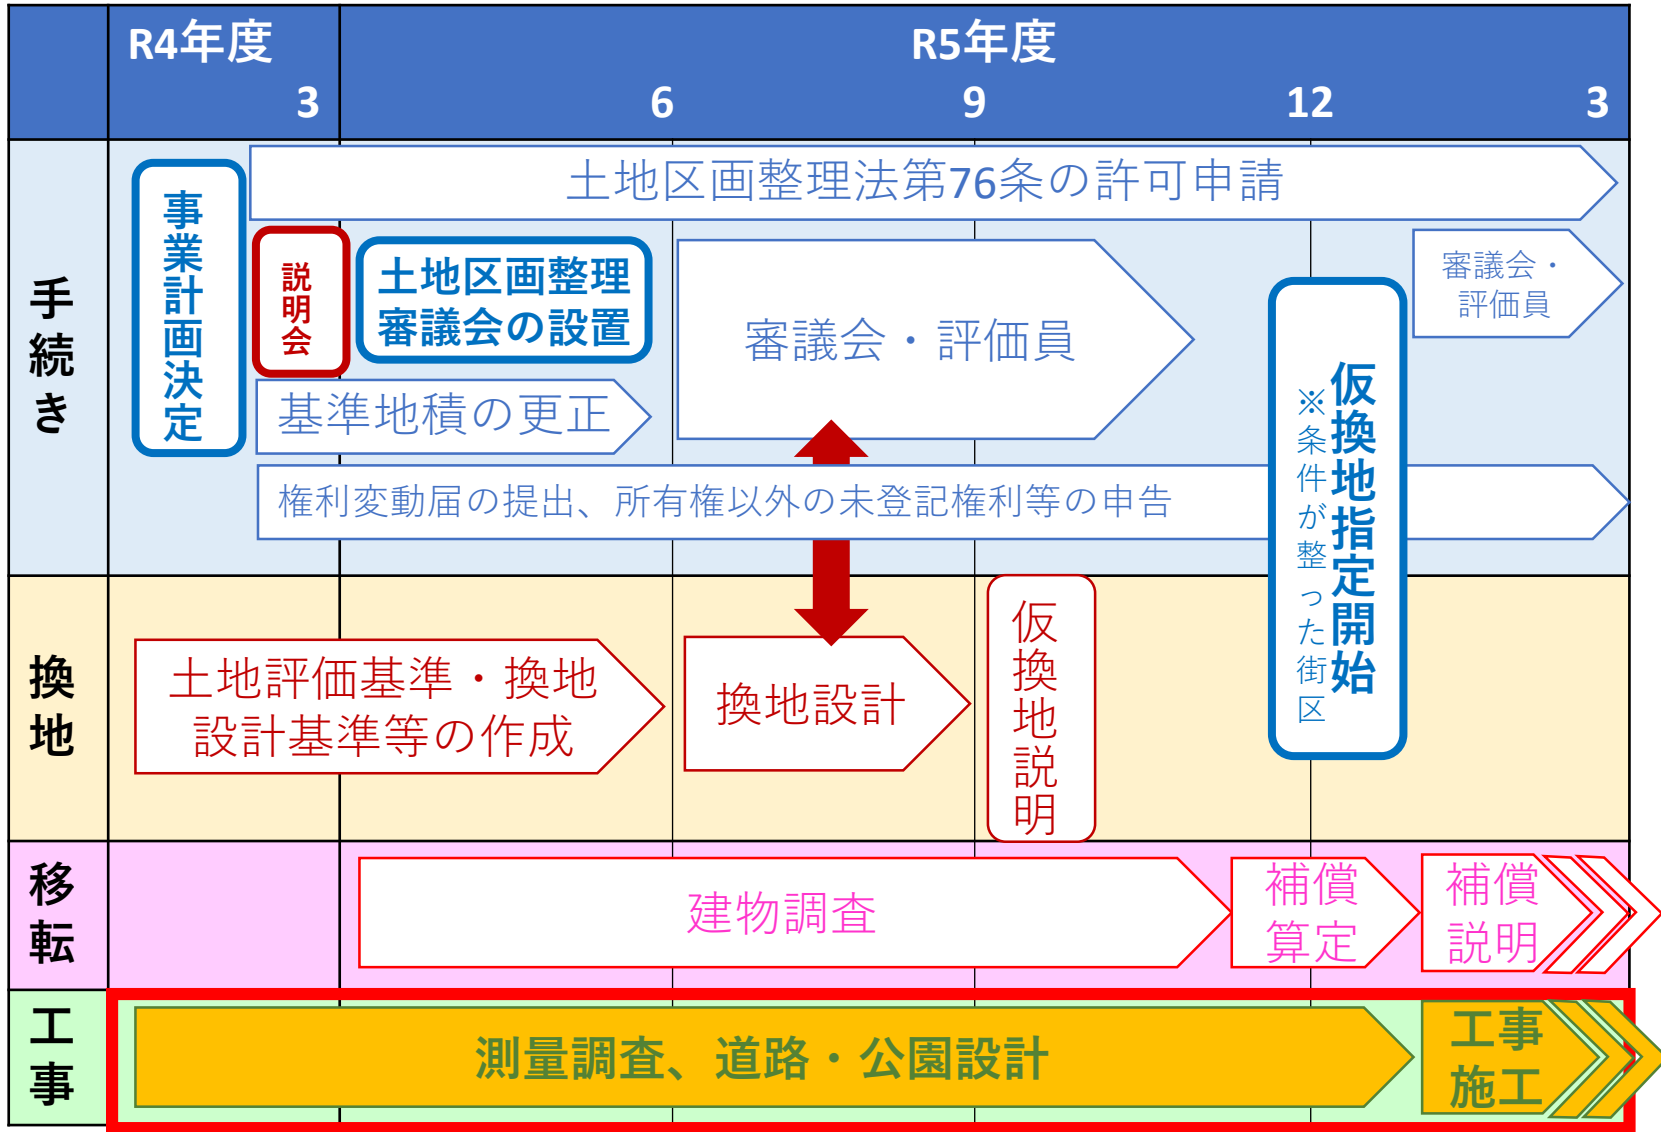 R4年度
R5年度
3
6
9
12
3
手続き
事業計画決定
土地区画整理法第76条の許可申請
説明会
土地区画整理
審議会の設置
審議会・評価員
審議会・
評価員
基準地積の更正
権利変動届の提出、所有権以外の未登記権利等の申告
仮換地指定開始
※条件が整った街区
換地
土地評価基準・換地
設計基準等の作成
換地設計
仮換地説明
移転
建物調査
補償
算定
補償
説明
工事
測量調査、道路・公園設計
工事
施工